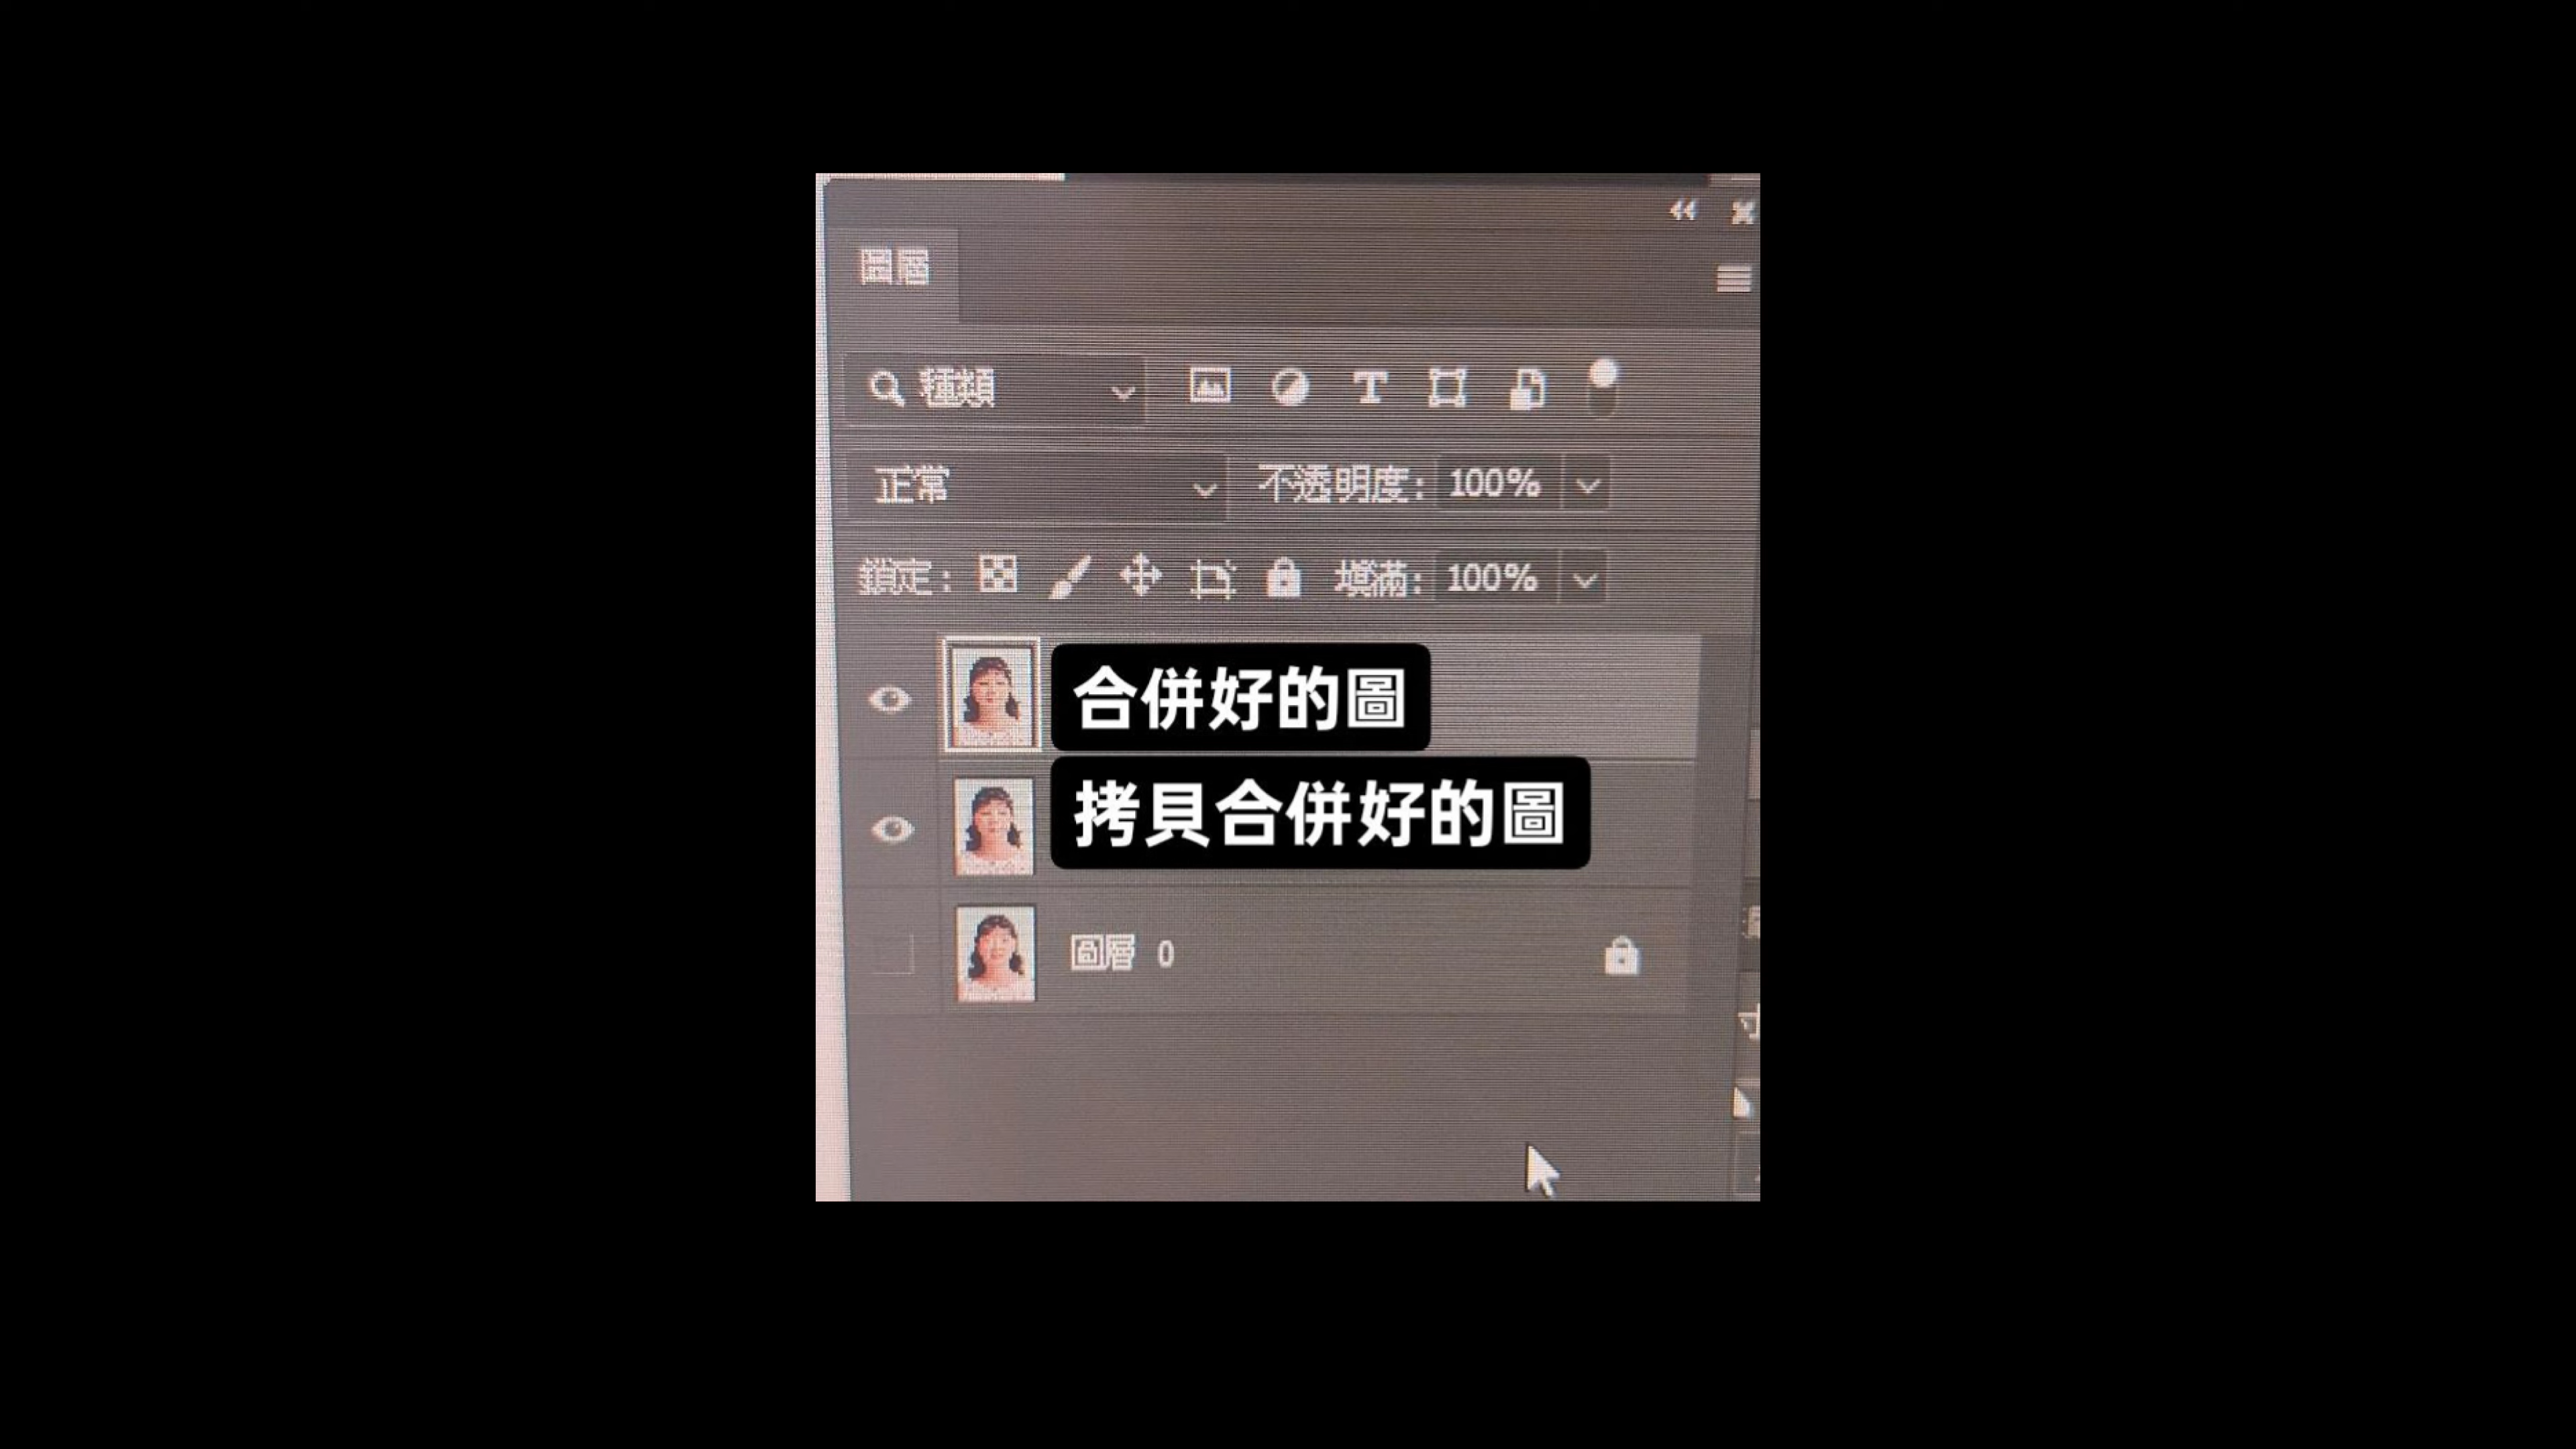 圖層
種類
正常 不透明度: 100%
鎖定: 填滿: 100%
合併好的圖
拷貝合併好的圖
圖層 0